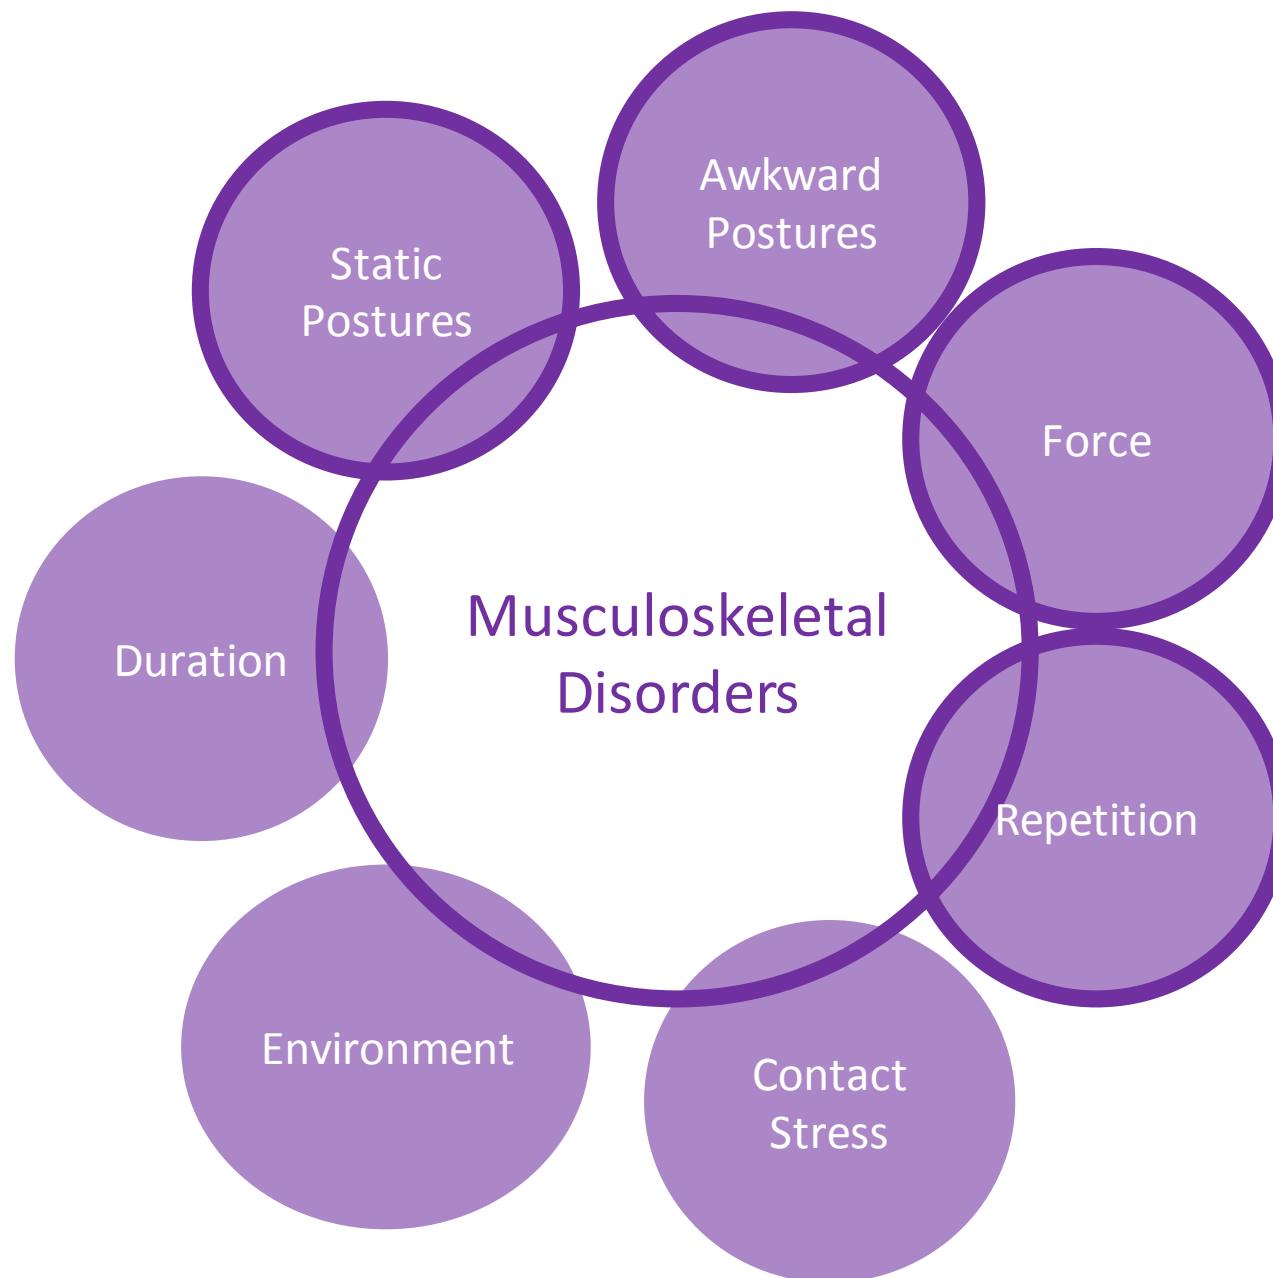 Awkward
Postures
Static
Postures
Force
Musculoskeletal
Disorders
Duration
Repetition
Environment
Contact
Stress